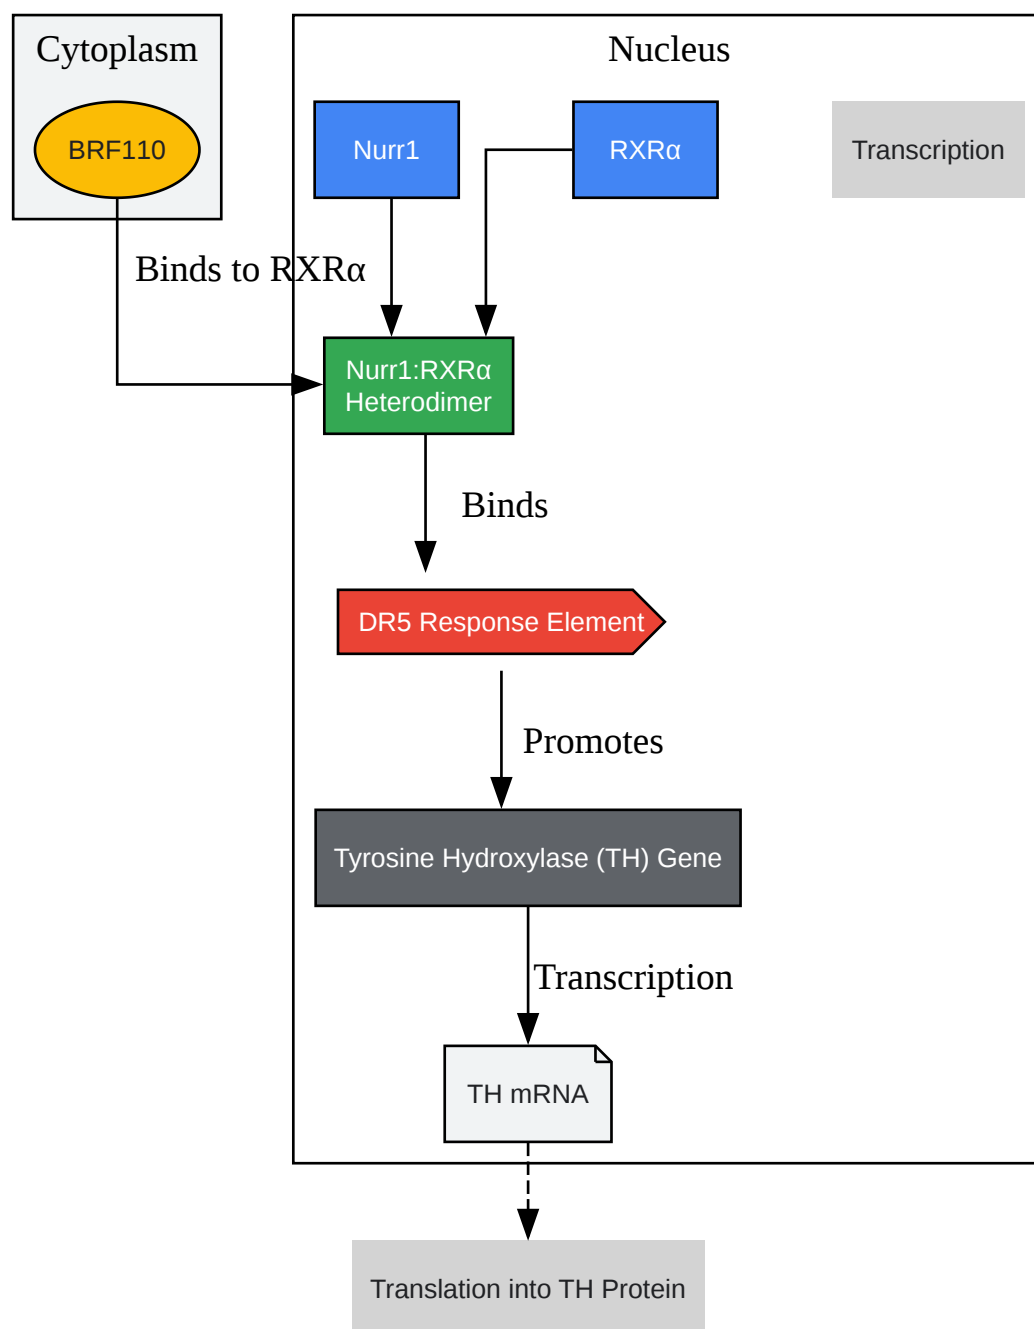 Cytoplasm
Nucleus
BRF110
Nurr1
RXRα
Transcription
Binds to RXRα
Nurr1:RXRα
Heterodimer
Binds
DR5 Response Element
Promotes
Tyrosine Hydroxylase (TH) Gene
Transcription
TH mRNA
Translation into TH Protein